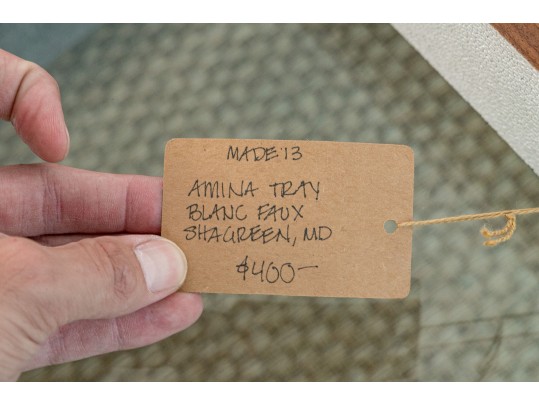 MADE'13
AMINA TRAY
BLANC FAUX
SHAGREEN, MD
$400—